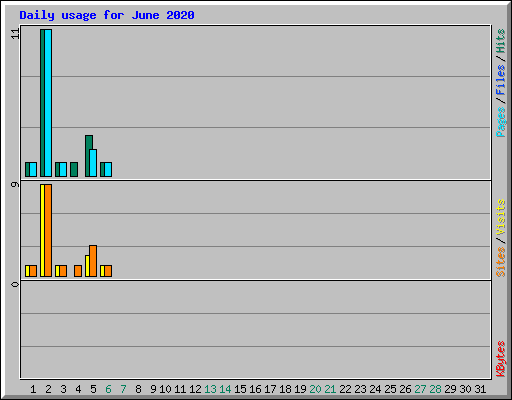 Daily usage for June 2020
11
Pages/Files/Hits
9
Sites/Visits
0
KBytes
1 2 3 4 5 6 7 8 9 10 11 12 13 14 15 16 17 18 19 20 21 22 23 24 25 26 27 28 29 30 31